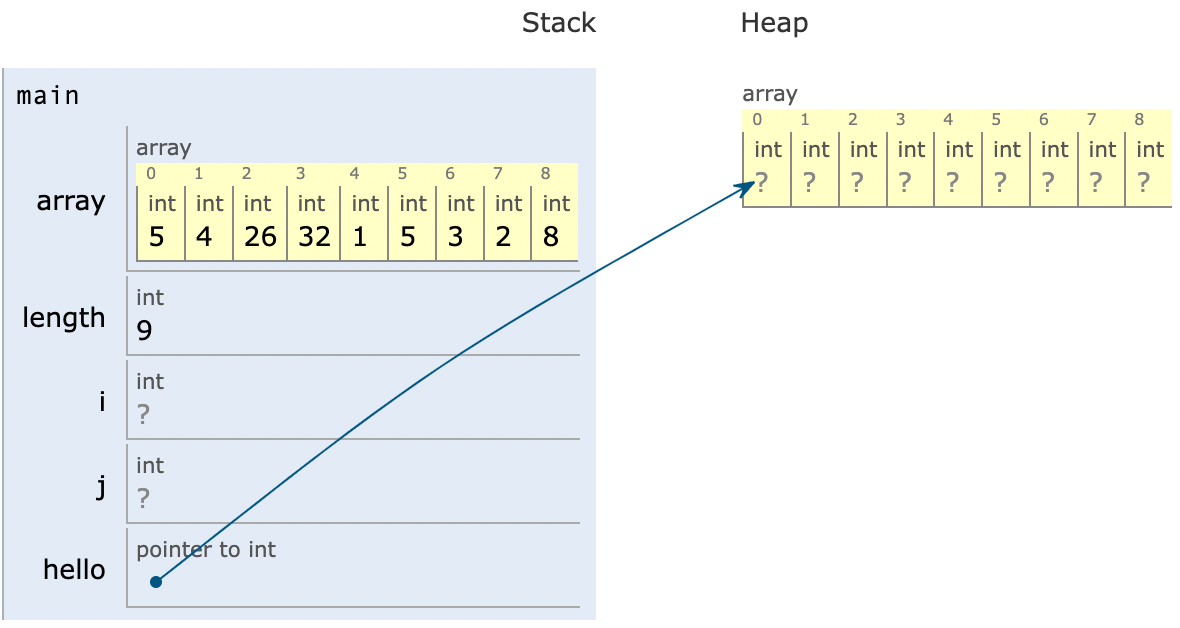 Stack Heap
main
array
array
0 1 2 3 4 5 6 7 8
int int int int int int int int int
5 4 26 32 1 5 3 2 8
length
int
9
i
int
?
j
int
?
hello
pointer to int
array
0 1 2 3 4 5 6 7 8
int int int int int int int int int
? ? ? ? ? ? ? ? ?